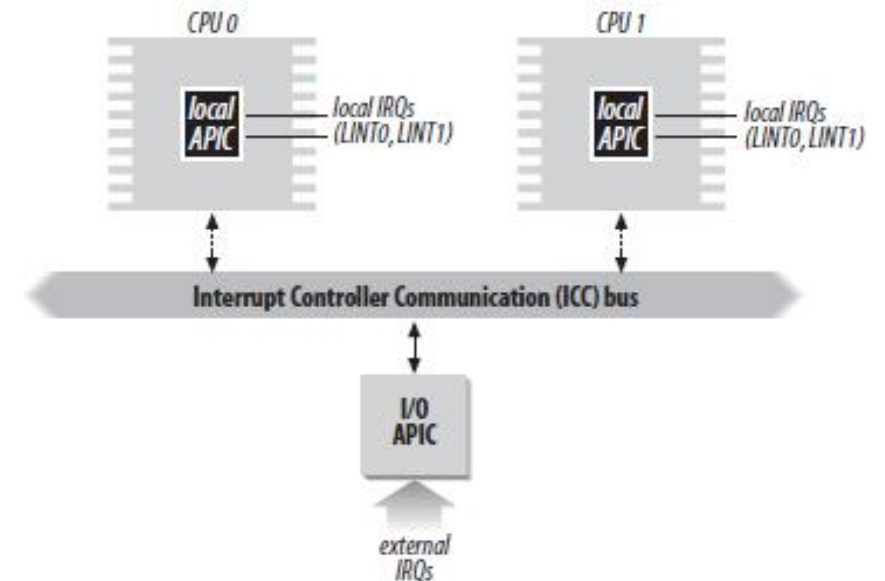 CPU 0
CPU 1
local
APIC
local IRQs
(LINT0, LINT1)
local
APIC
local IRQs
(LINT0, LINT1)
Interrupt Controller Communication (ICC) bus
I/O
APIC
external
IRQs